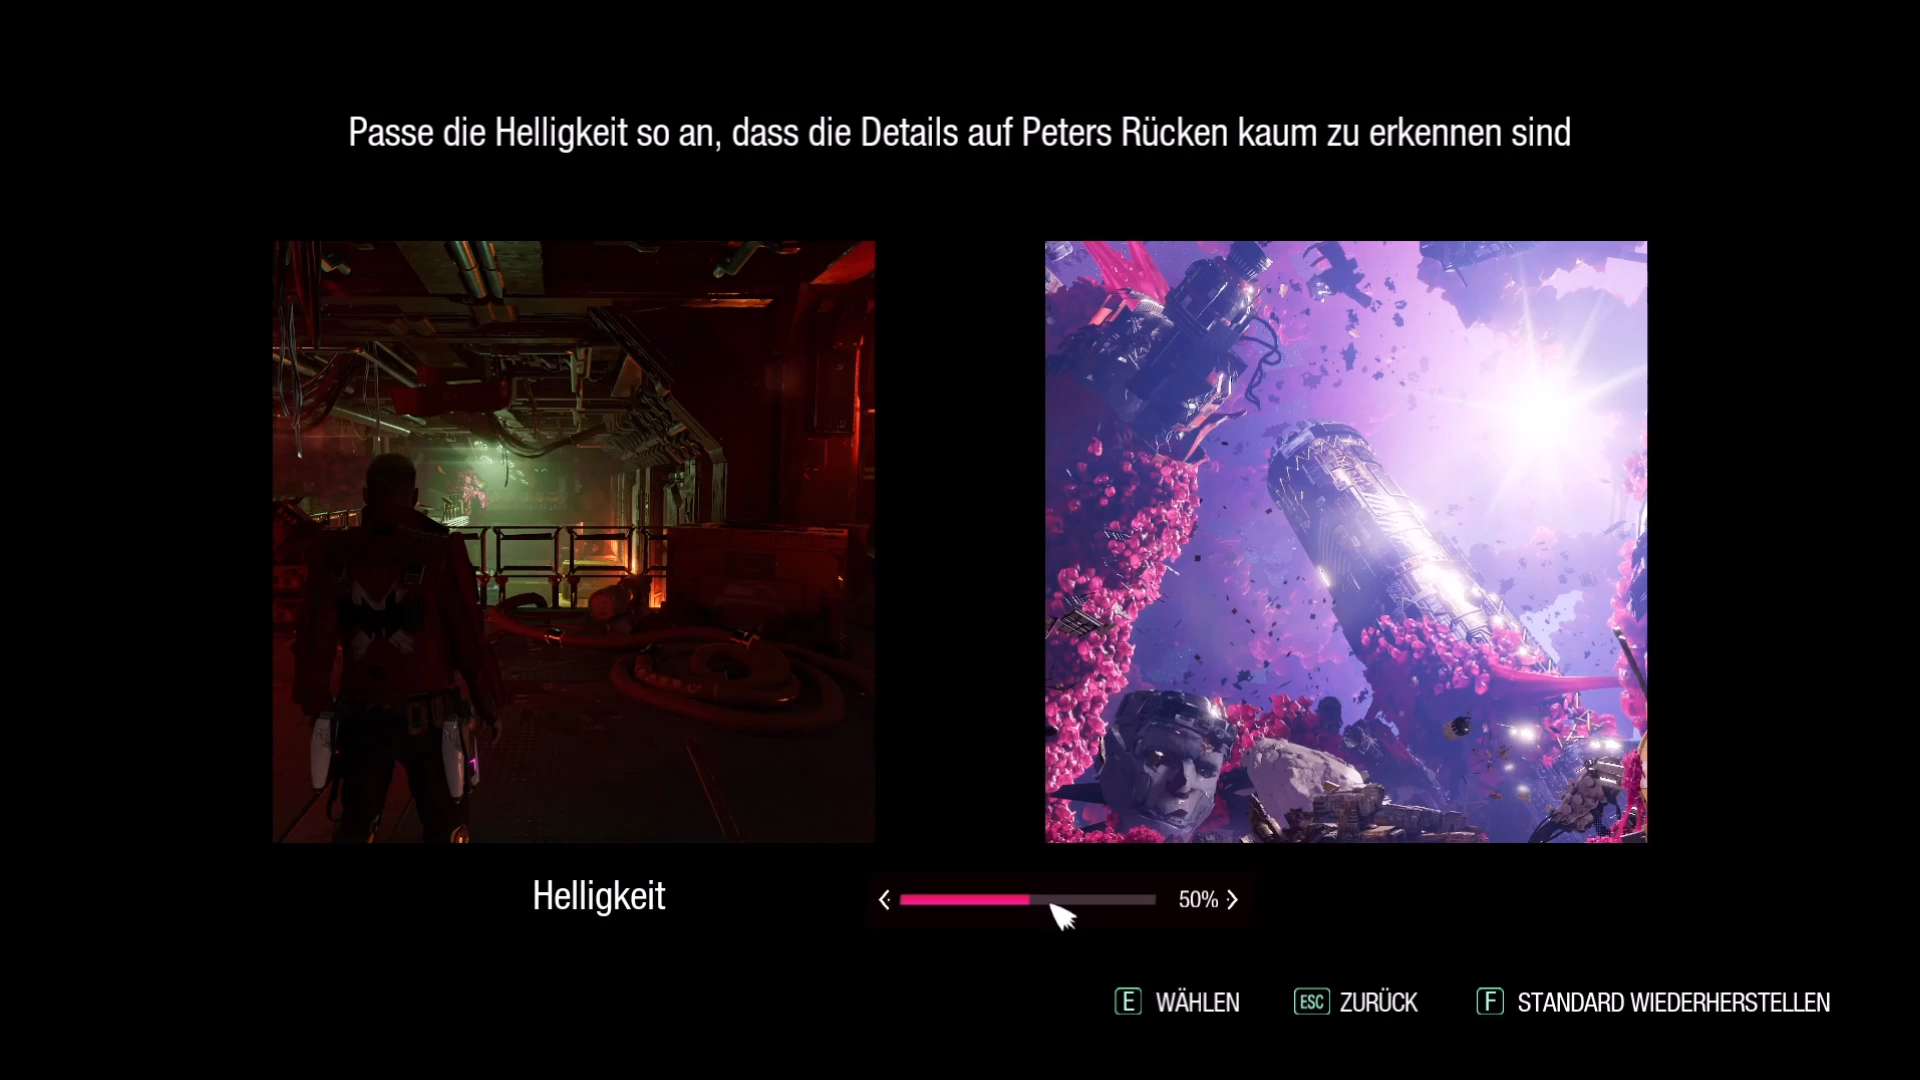 Passe die Helligkeit so an, dass die Details auf Peters Rücken kaum zu erkennen sind
Helligkeit
50%
E WÄHLEN
ESC ZURÜCK
F STANDARD WIEDERHERSTELLEN